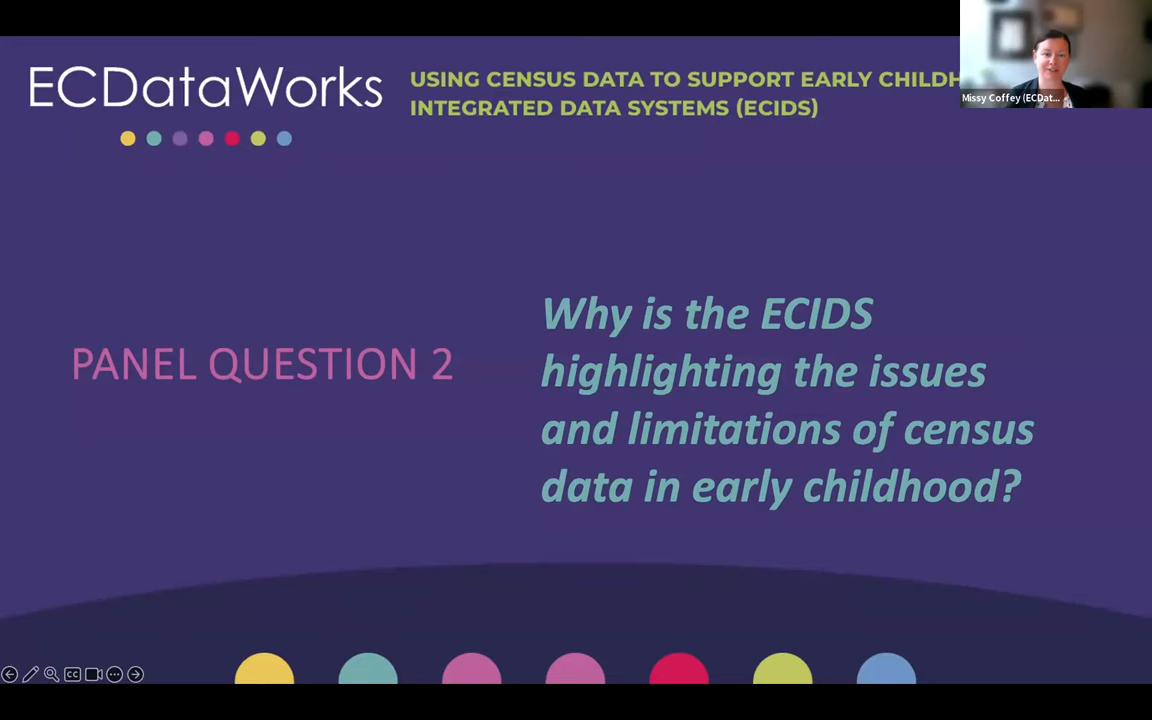 ECDataWorks
USING CENSUS DATA TO SUPPORT EARLY CHILDH
INTEGRATED DATA SYSTEMS (ECIDS)
Missy Coffey (ECDat...
PANEL QUESTION 2
Why is the ECIDS
highlighting the issues
and limitations of census
data in early childhood?
CC